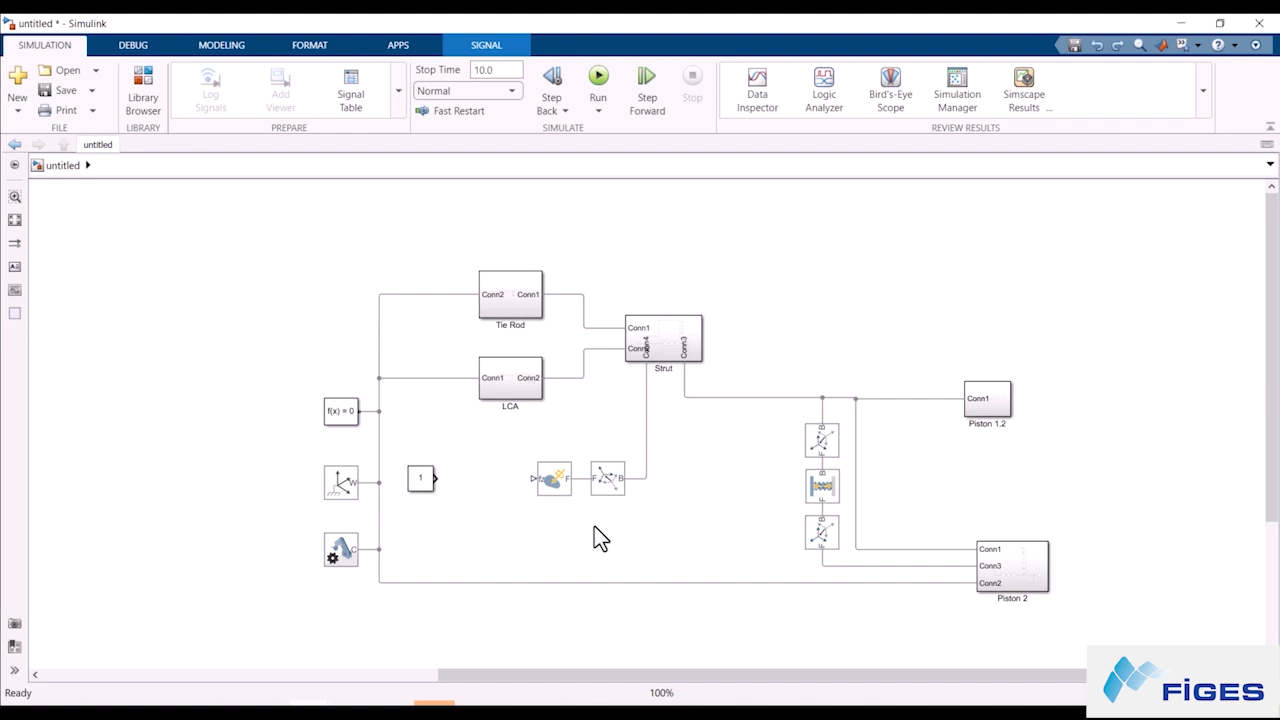 untitled * - Simulink
SIMULATION DEBUG MODELING FORMAT APPS SIGNAL
New
Open
Save
Print
FILE
Library Browser
LIBRARY
Log Signals
Add Viewer
Signal Table
PREPARE
Stop Time 10.0
Normal
Fast Restart
Step Back
Run
Step Forward
Stop
SIMULATE
Data Inspector
Logic Analyzer
Bird's-Eye Scope
Simulation Manager
Simscape Results ...
REVIEW RESULTS
untitled
untitled
Conn2 Conn1
Tie Rod
Conn1
Conn4
Conn3
Strut
Conn1 Conn2
LCA
f(x) = 0
Conn1
Piston 1.2
W
1
F
F B
B
F
B
F
B
F
C
Conn1
Conn3
Conn2
Piston 2
Ready
100%
FiGES